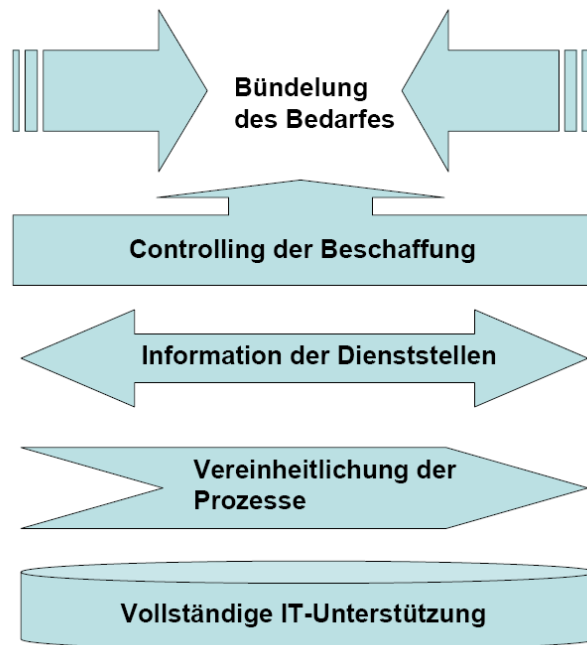 Bündelung
des Bedarfes
Controlling der Beschaffung
Information der Dienststellen
Vereinheitlichung der
Prozesse
Vollständige IT-Unterstützung